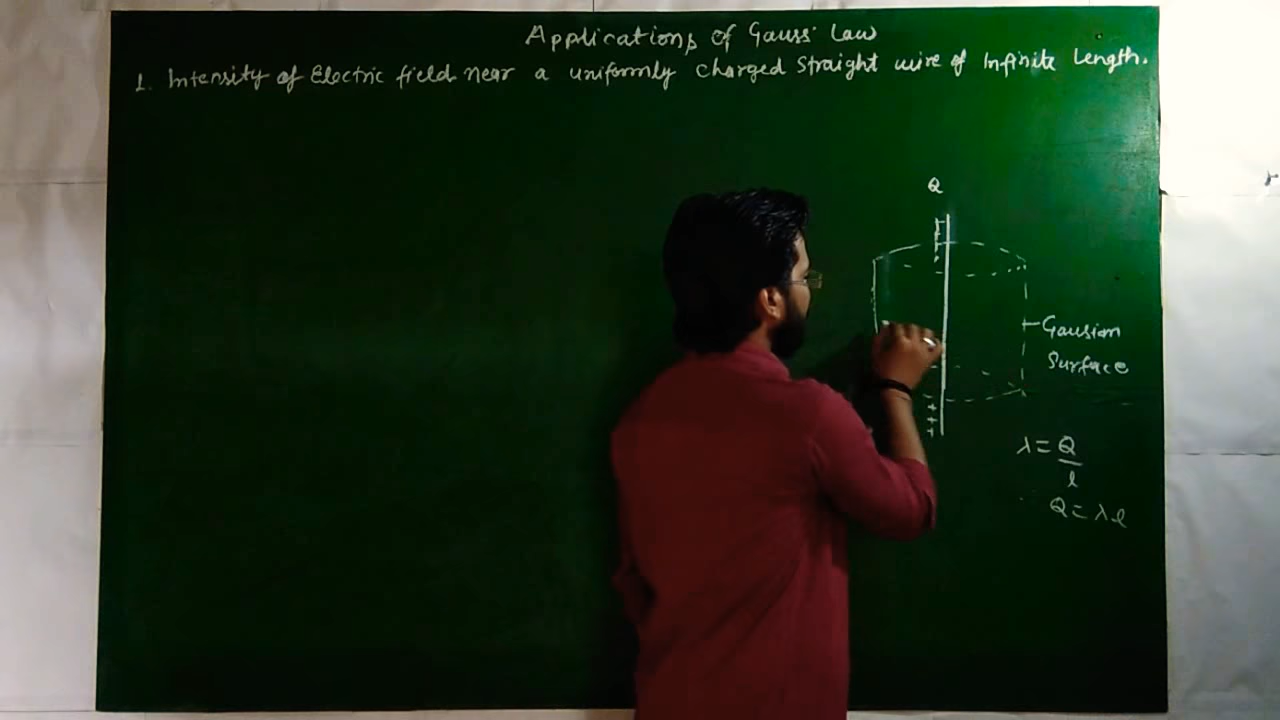 Applications of Gauss' Law
1. Intensity of Electric field near a uniformly charged straight wire of Infinite Length.
Q
Gausian
Surface
λ = Q
l
Q = λl